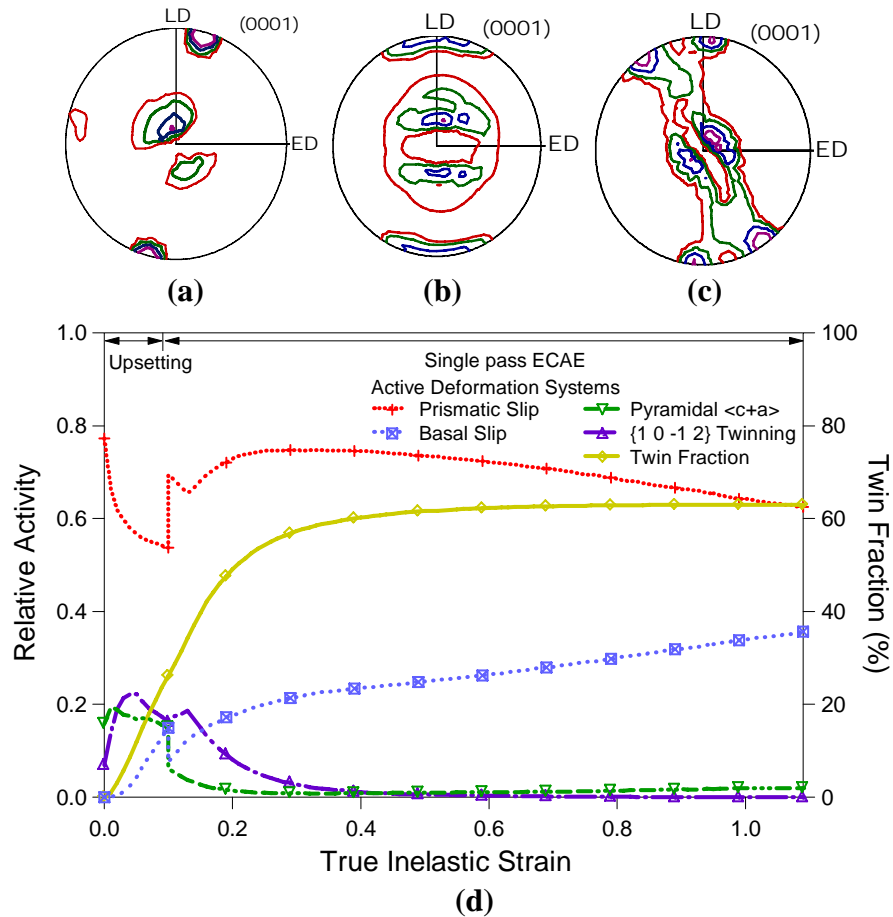 LD (0001)
ED
(a)
LD
(0001)
ED
(b)
LD
(0001)
ED
(c)
1.0
0.8
0.6
0.4
0.2
0.0
Relative Activity
100
80
60
40
20
0
Twin Fraction (%)
Upsetting
Single pass ECAE
Active Deformation Systems
Prismatic Slip
Pyramidal <c+a>
Basal Slip
{1 0 -1 2} Twinning
Twin Fraction
0.0 0.2 0.4 0.6 0.8 1.0
True Inelastic Strain
(d)